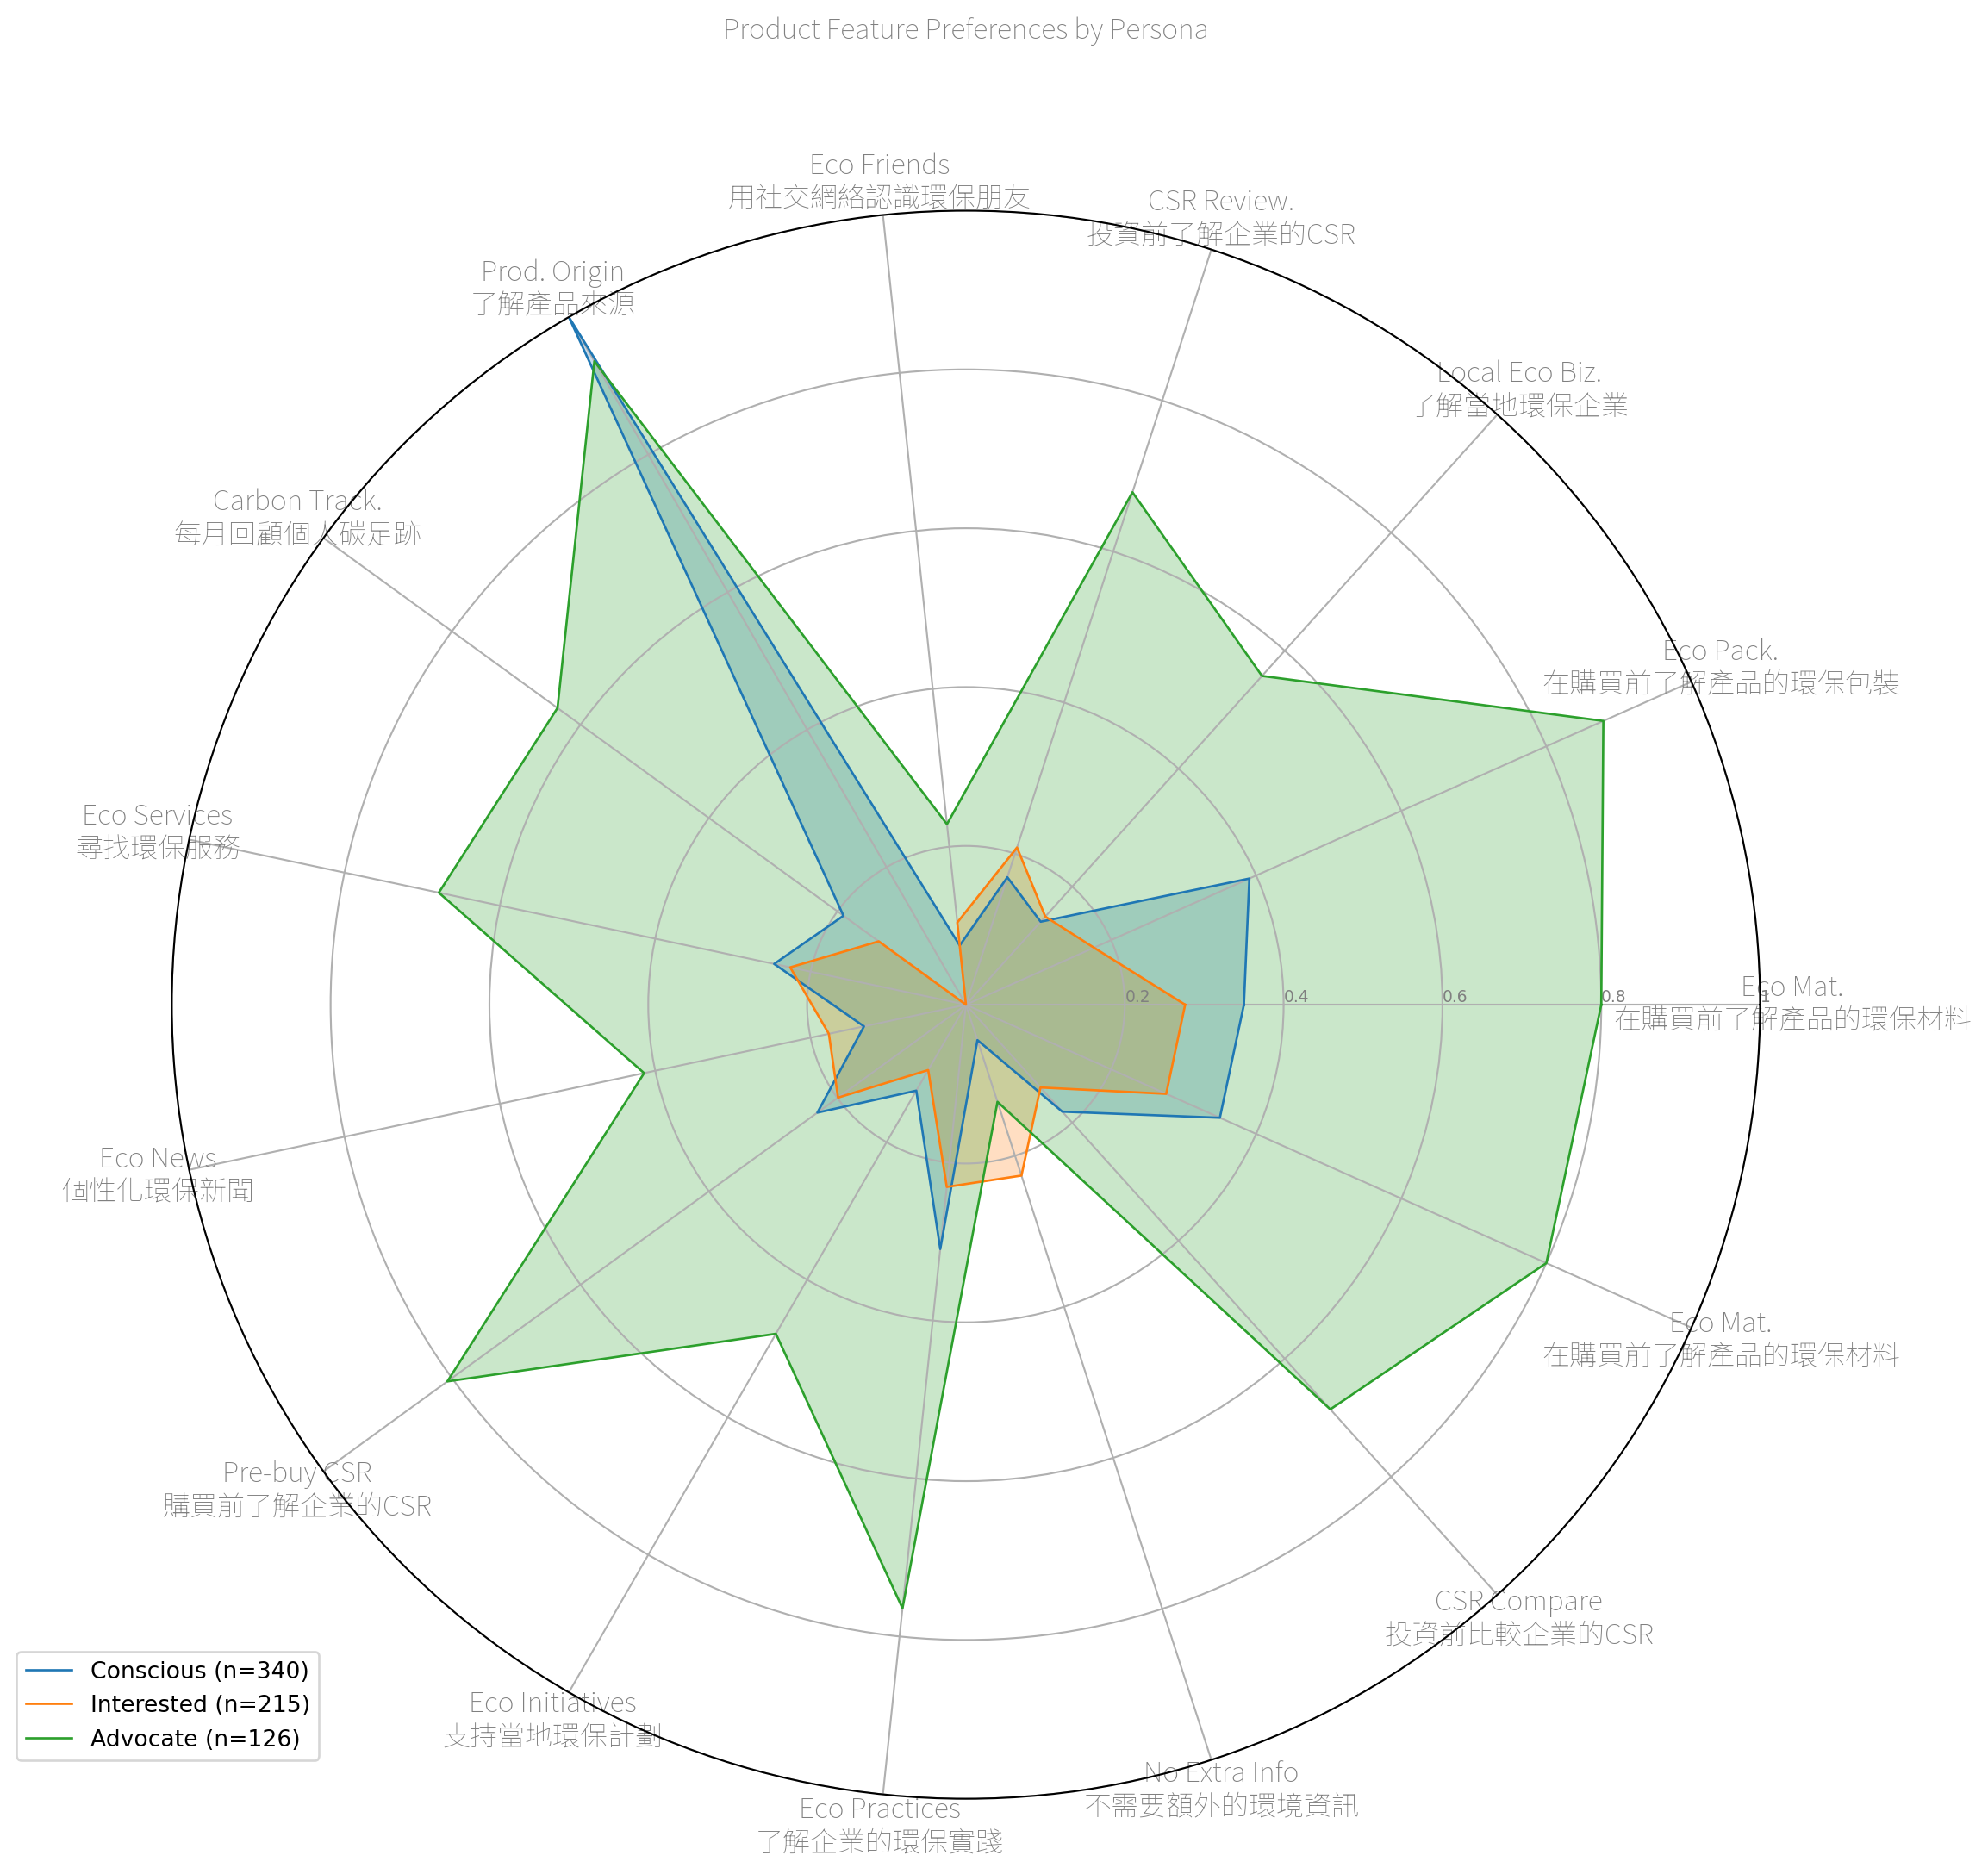 Product Feature Preferences by Persona
Eco Friends
用社交網絡認識環保朋友
CSR Review.
投資前了解企業的CSR
Prod. Origin
了解產品來源
Local Eco Biz.
了解當地環保企業
Carbon Track.
每月回顧個人碳足跡
Eco Pack.
在購買前了解產品的環保包裝
Eco Services
尋找環保服務
0.2
0.4
0.6
0.8
1
Eco Mat.
在購買前了解產品的環保材料
Eco News
個性化環保新聞
Eco Mat.
在購買前了解產品的環保材料
Pre-buy CSR
購買前了解企業的CSR
CSR Compare
投資前比較企業的CSR
Eco Initiatives
支持當地環保計劃
No Extra Info
不需要額外的環境資訊
Eco Practices
了解企業的環保實踐
Conscious (n=340)
Interested (n=215)
Advocate (n=126)